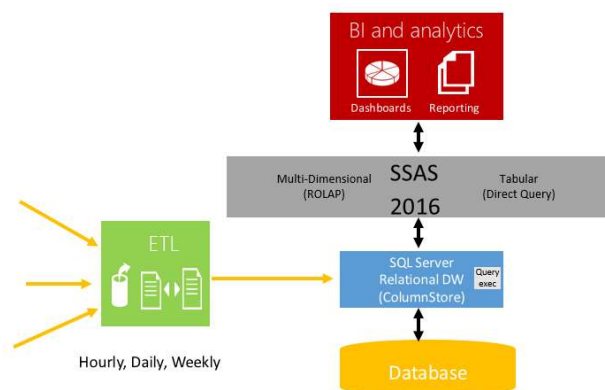 BI and analytics
Dashboards
Reporting
Multi-Dimensional
(ROLAP)
SSAS
2016
Tabular
(Direct Query)
ETL
SQL Server
Relational DW
(ColumnStore)
Query
exec
Hourly, Daily, Weekly
Database